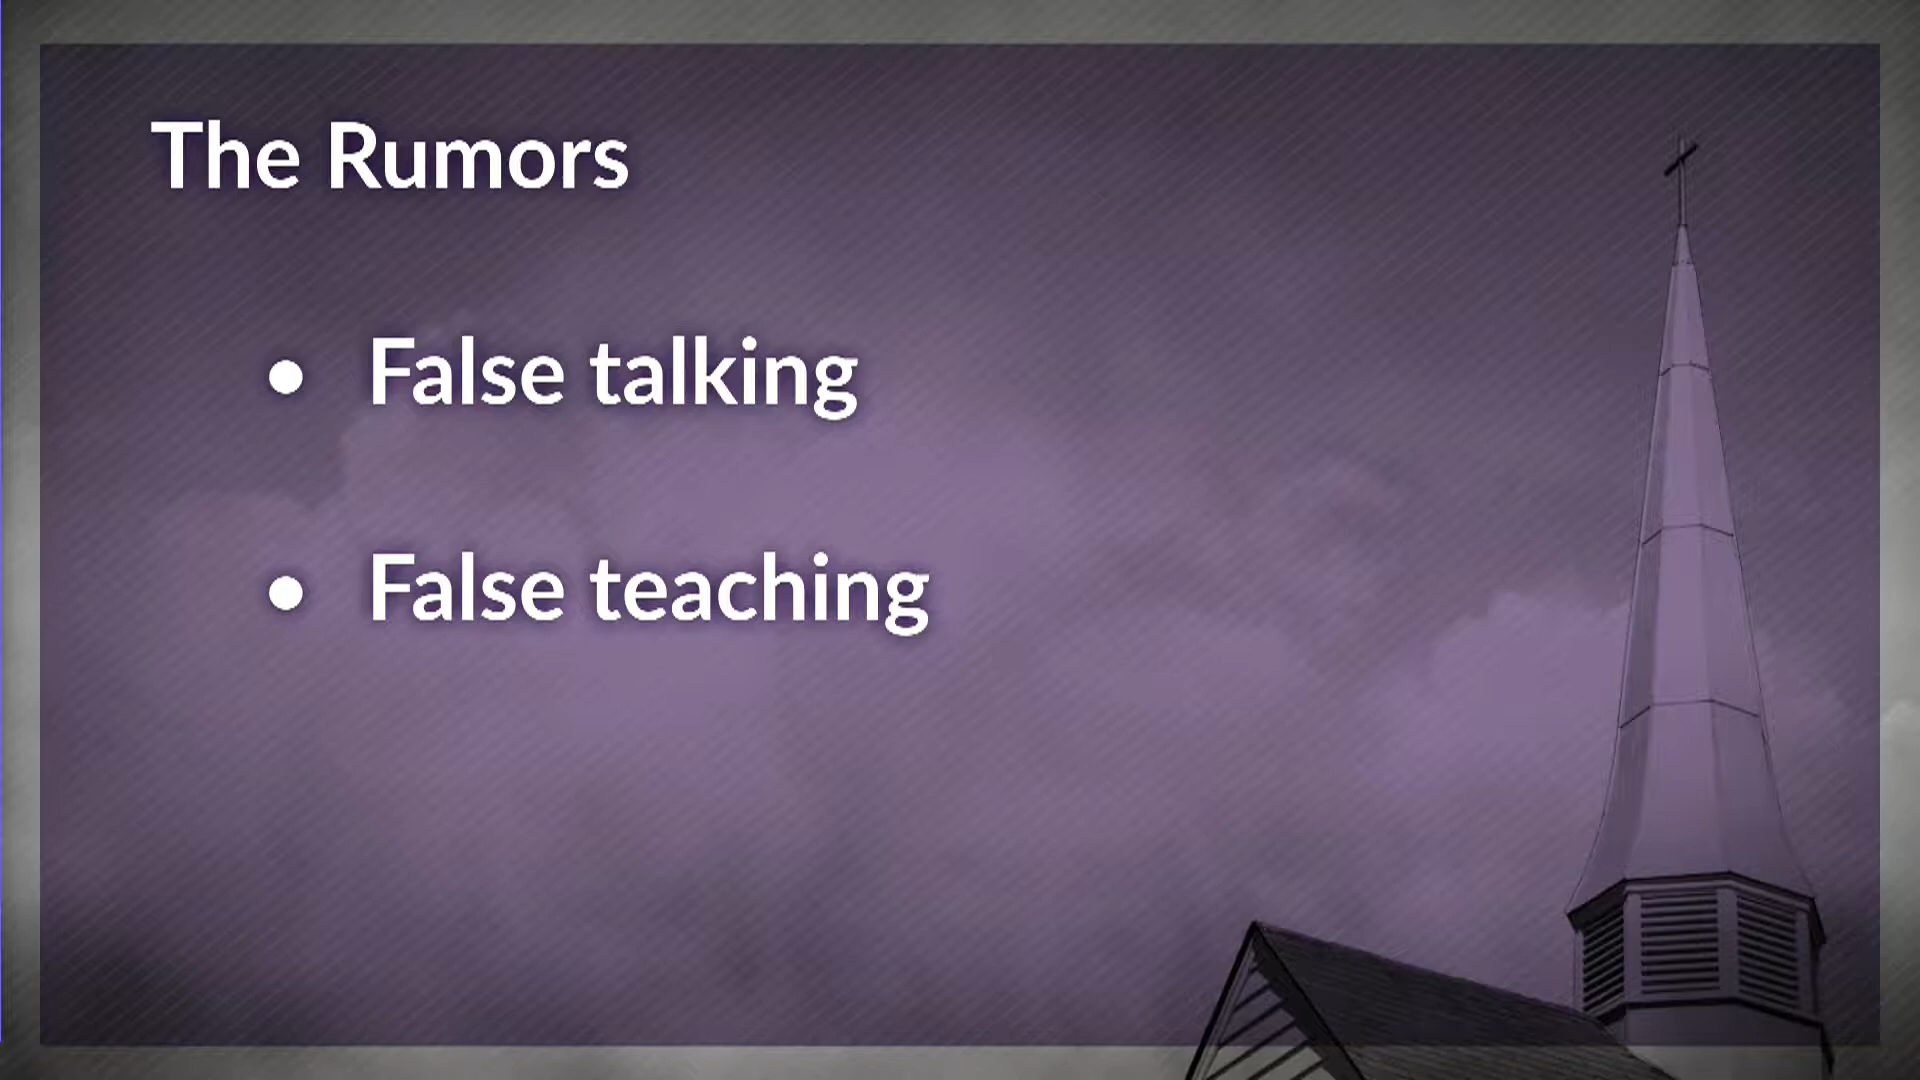 The Rumors
• False talking
• False teaching